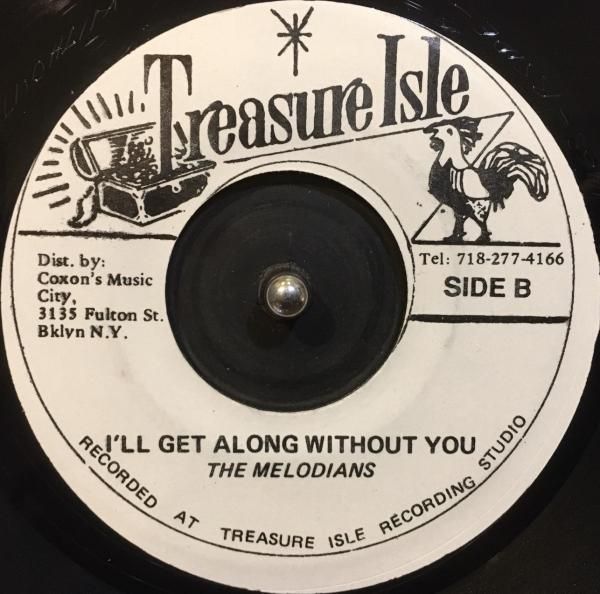 Treasure Isle
Dist. by:
Coxon's Music
City,
3135 Fulton St.
Bklyn N.Y.
Tel: 718-277-4166
SIDE B
I'LL GET ALONG WITHOUT YOU
THE MELODIANS
RECORDED AT TREASURE ISLE RECORDING STUDIO